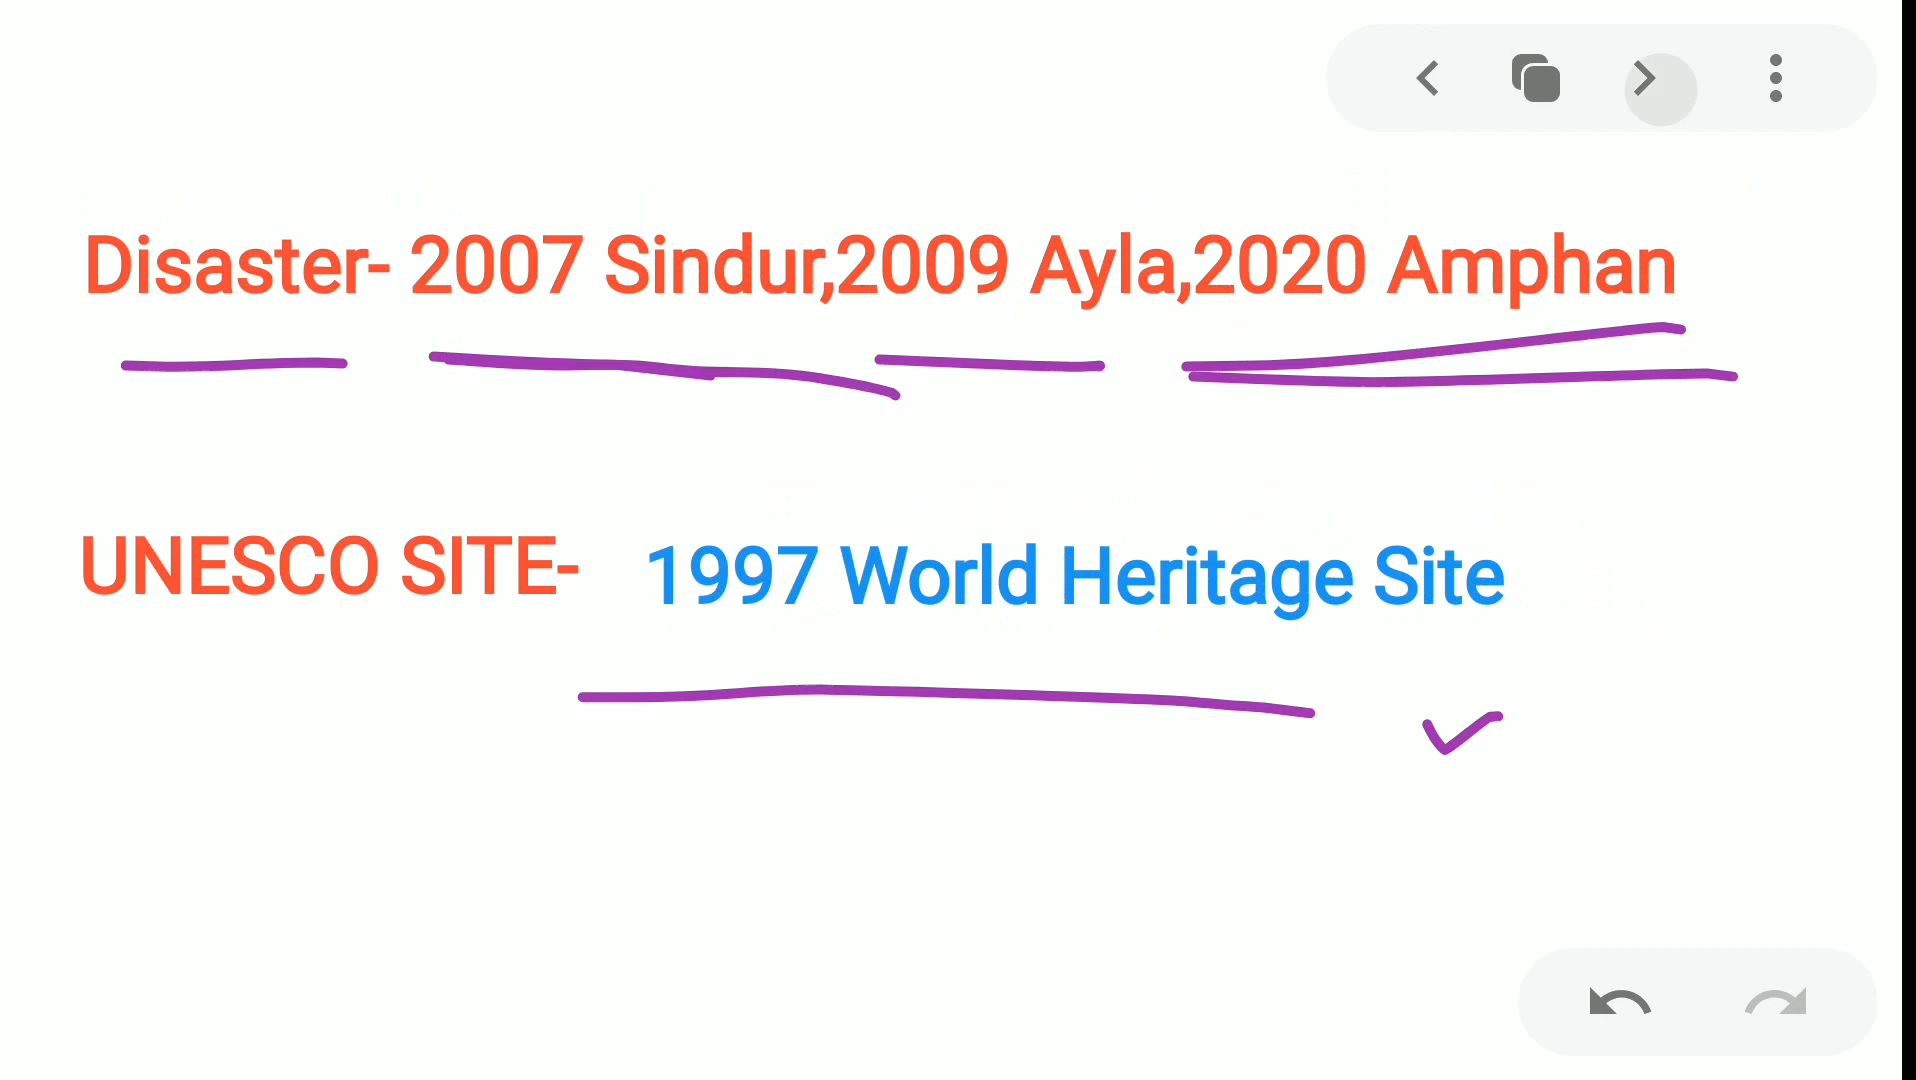 Disaster- 2007 Sindur,2009 Ayla,2020 Amphan
UNESCO SITE- 1997 World Heritage Site